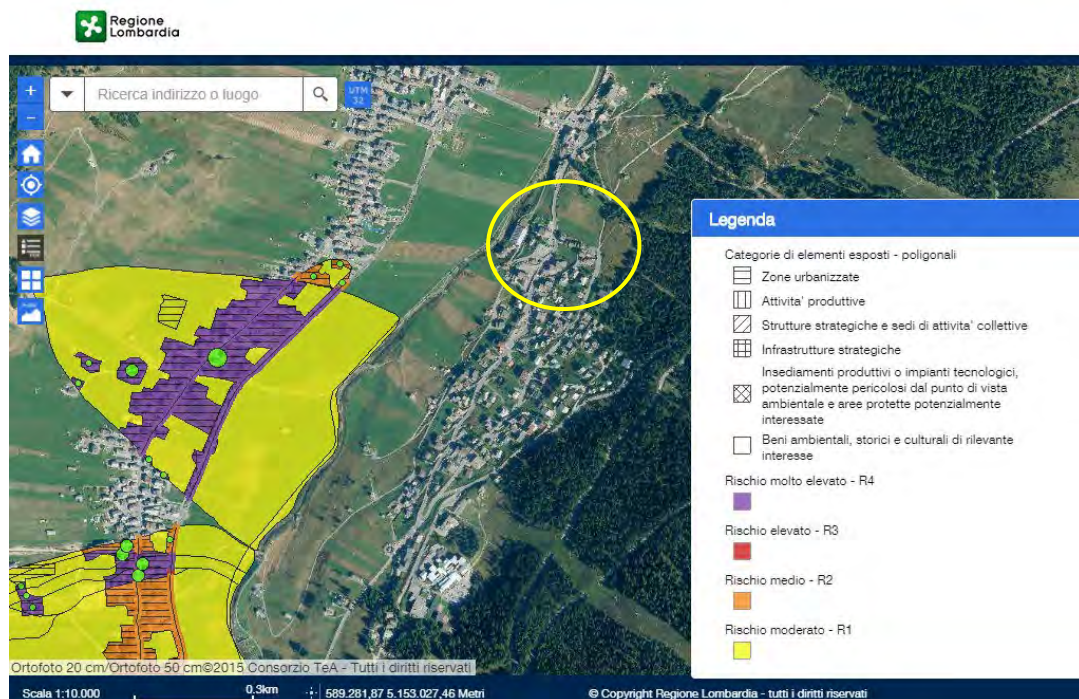 Regione
Lombardia
+
Ricerca indirizzo o luogo
UTM
32
-
Legenda
Categorie di elementi esposti - poligonali
Zone urbanizzate
Attivita' produttive
Strutture strategiche e sedi di attivita' collettive
Infrastrutture strategiche
Insediamenti produttivi o impianti tecnologici,
potenzialmente pericolosi dal punto di vista
ambientale e aree protette potenzialmente
interessate
Beni ambientali, storici e culturali di rilevante
interesse
Rischio molto elevato - R4
Rischio elevato - R3
Rischio medio - R2
Rischio moderato - R1
Ortofoto 20 cm/Ortofoto 50 cm©2015 Consorzio TeA - Tutti i diritti riservati
Scala 1:10.000 0,3km 589.281,87 5.153.027,46 Metri © Copyright Regione Lombardia - tutti i diritti riservati